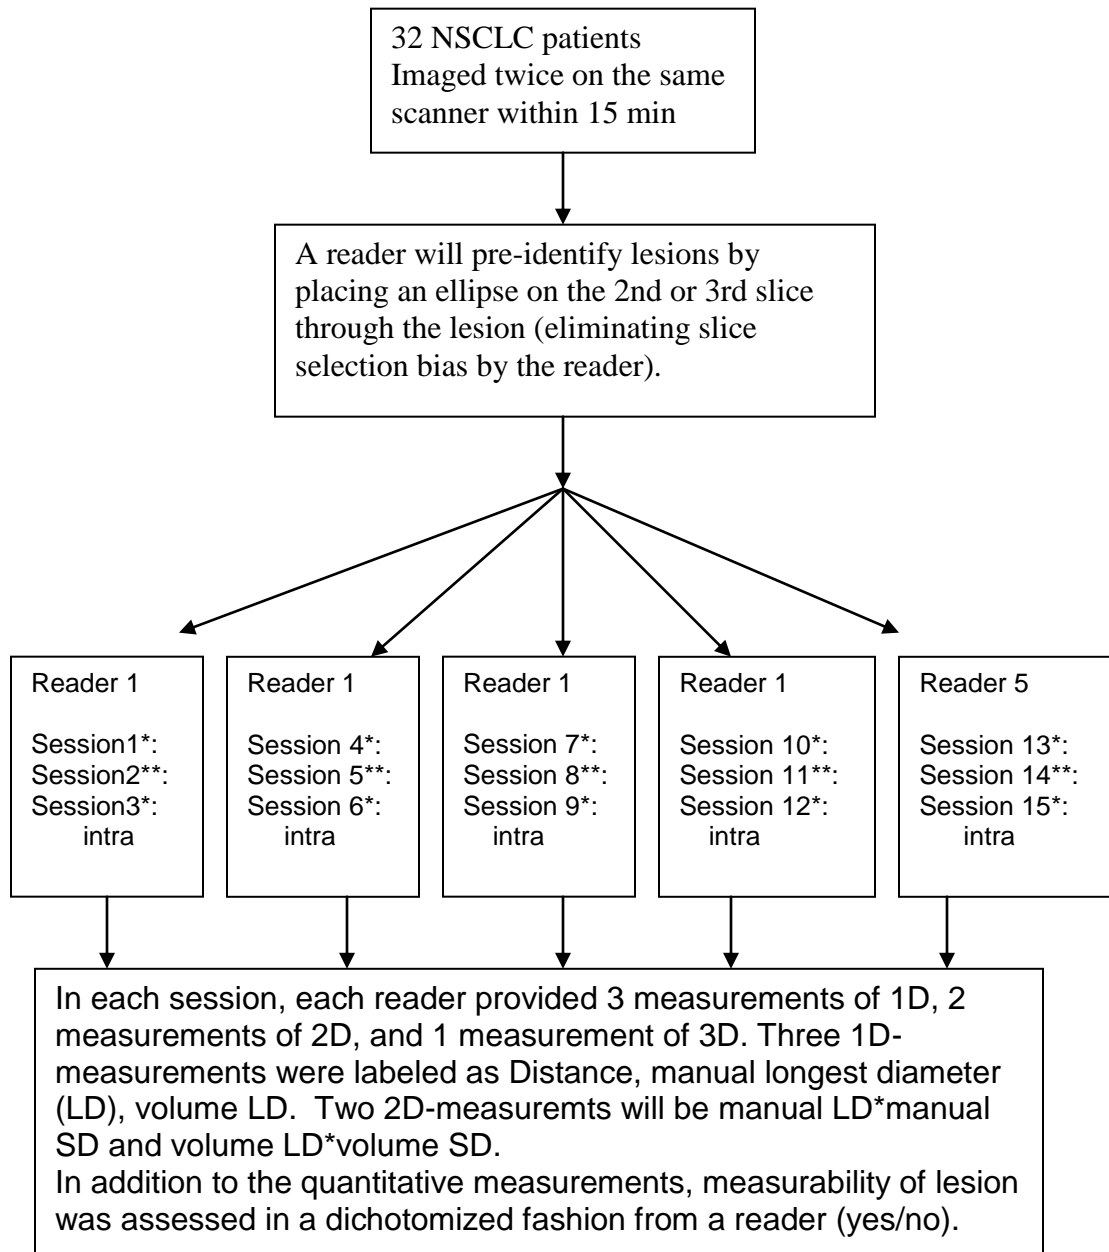 32 NSCLC patients
Imaged twice on the same
scanner within 15 min
A reader will pre-identify lesions by
placing an ellipse on the 2nd or 3rd slice
through the lesion (eliminating slice
selection bias by the reader).
Reader 1
Session1*:
Session2**:
Session3*:
intra
Reader 1
Session 4*:
Session 5**:
Session 6*:
intra
Reader 1
Session 7*:
Session 8**:
Session 9*:
intra
Reader 1
Session 10*:
Session 11**:
Session 12*:
intra
Reader 5
Session 13*:
Session 14**:
Session 15*:
intra
In each session, each reader provided 3 measurements of 1D, 2
measurements of 2D, and 1 measurement of 3D. Three 1D-
measurements were labeled as Distance, manual longest diameter
(LD), volume LD.  Two 2D-measuremts will be manual LD*manual
SD and volume LD*volume SD.
In addition to the quantitative measurements, measurability of lesion
was assessed in a dichotomized fashion from a reader (yes/no).